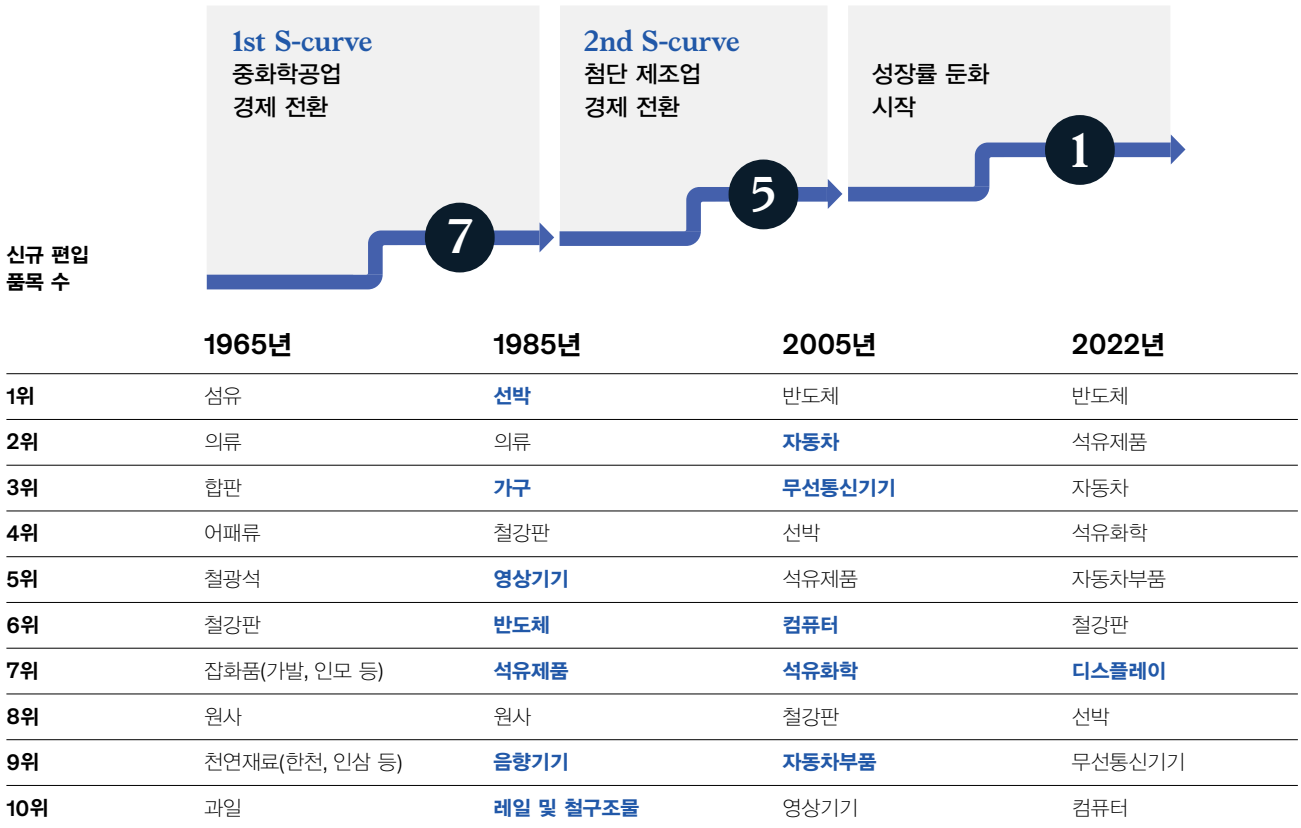 1st S-curve
중화학공업
경제 전환
2nd S-curve
첨단 제조업
경제 전환
성장률 둔화
시작
신규 편입
품목 수
7
5
1
1965년 1985년 2005년 2022년
1위 섬유 선박 반도체 반도체
2위 의류 의류 자동차 석유제품
3위 합판 가구 무선통신기기 자동차
4위 어패류 철강판 선박 석유화학
5위 철광석 영상기기 석유제품 자동차부품
6위 철강판 반도체 컴퓨터 철강판
7위 잡화품(가발, 인모 등) 석유제품 석유화학 디스플레이
8위 원사 원사 철강판 선박
9위 천연재료(한천, 인삼 등) 음향기기 자동차부품 무선통신기기
10위 과일 레일 및 철구조물 영상기기 컴퓨터